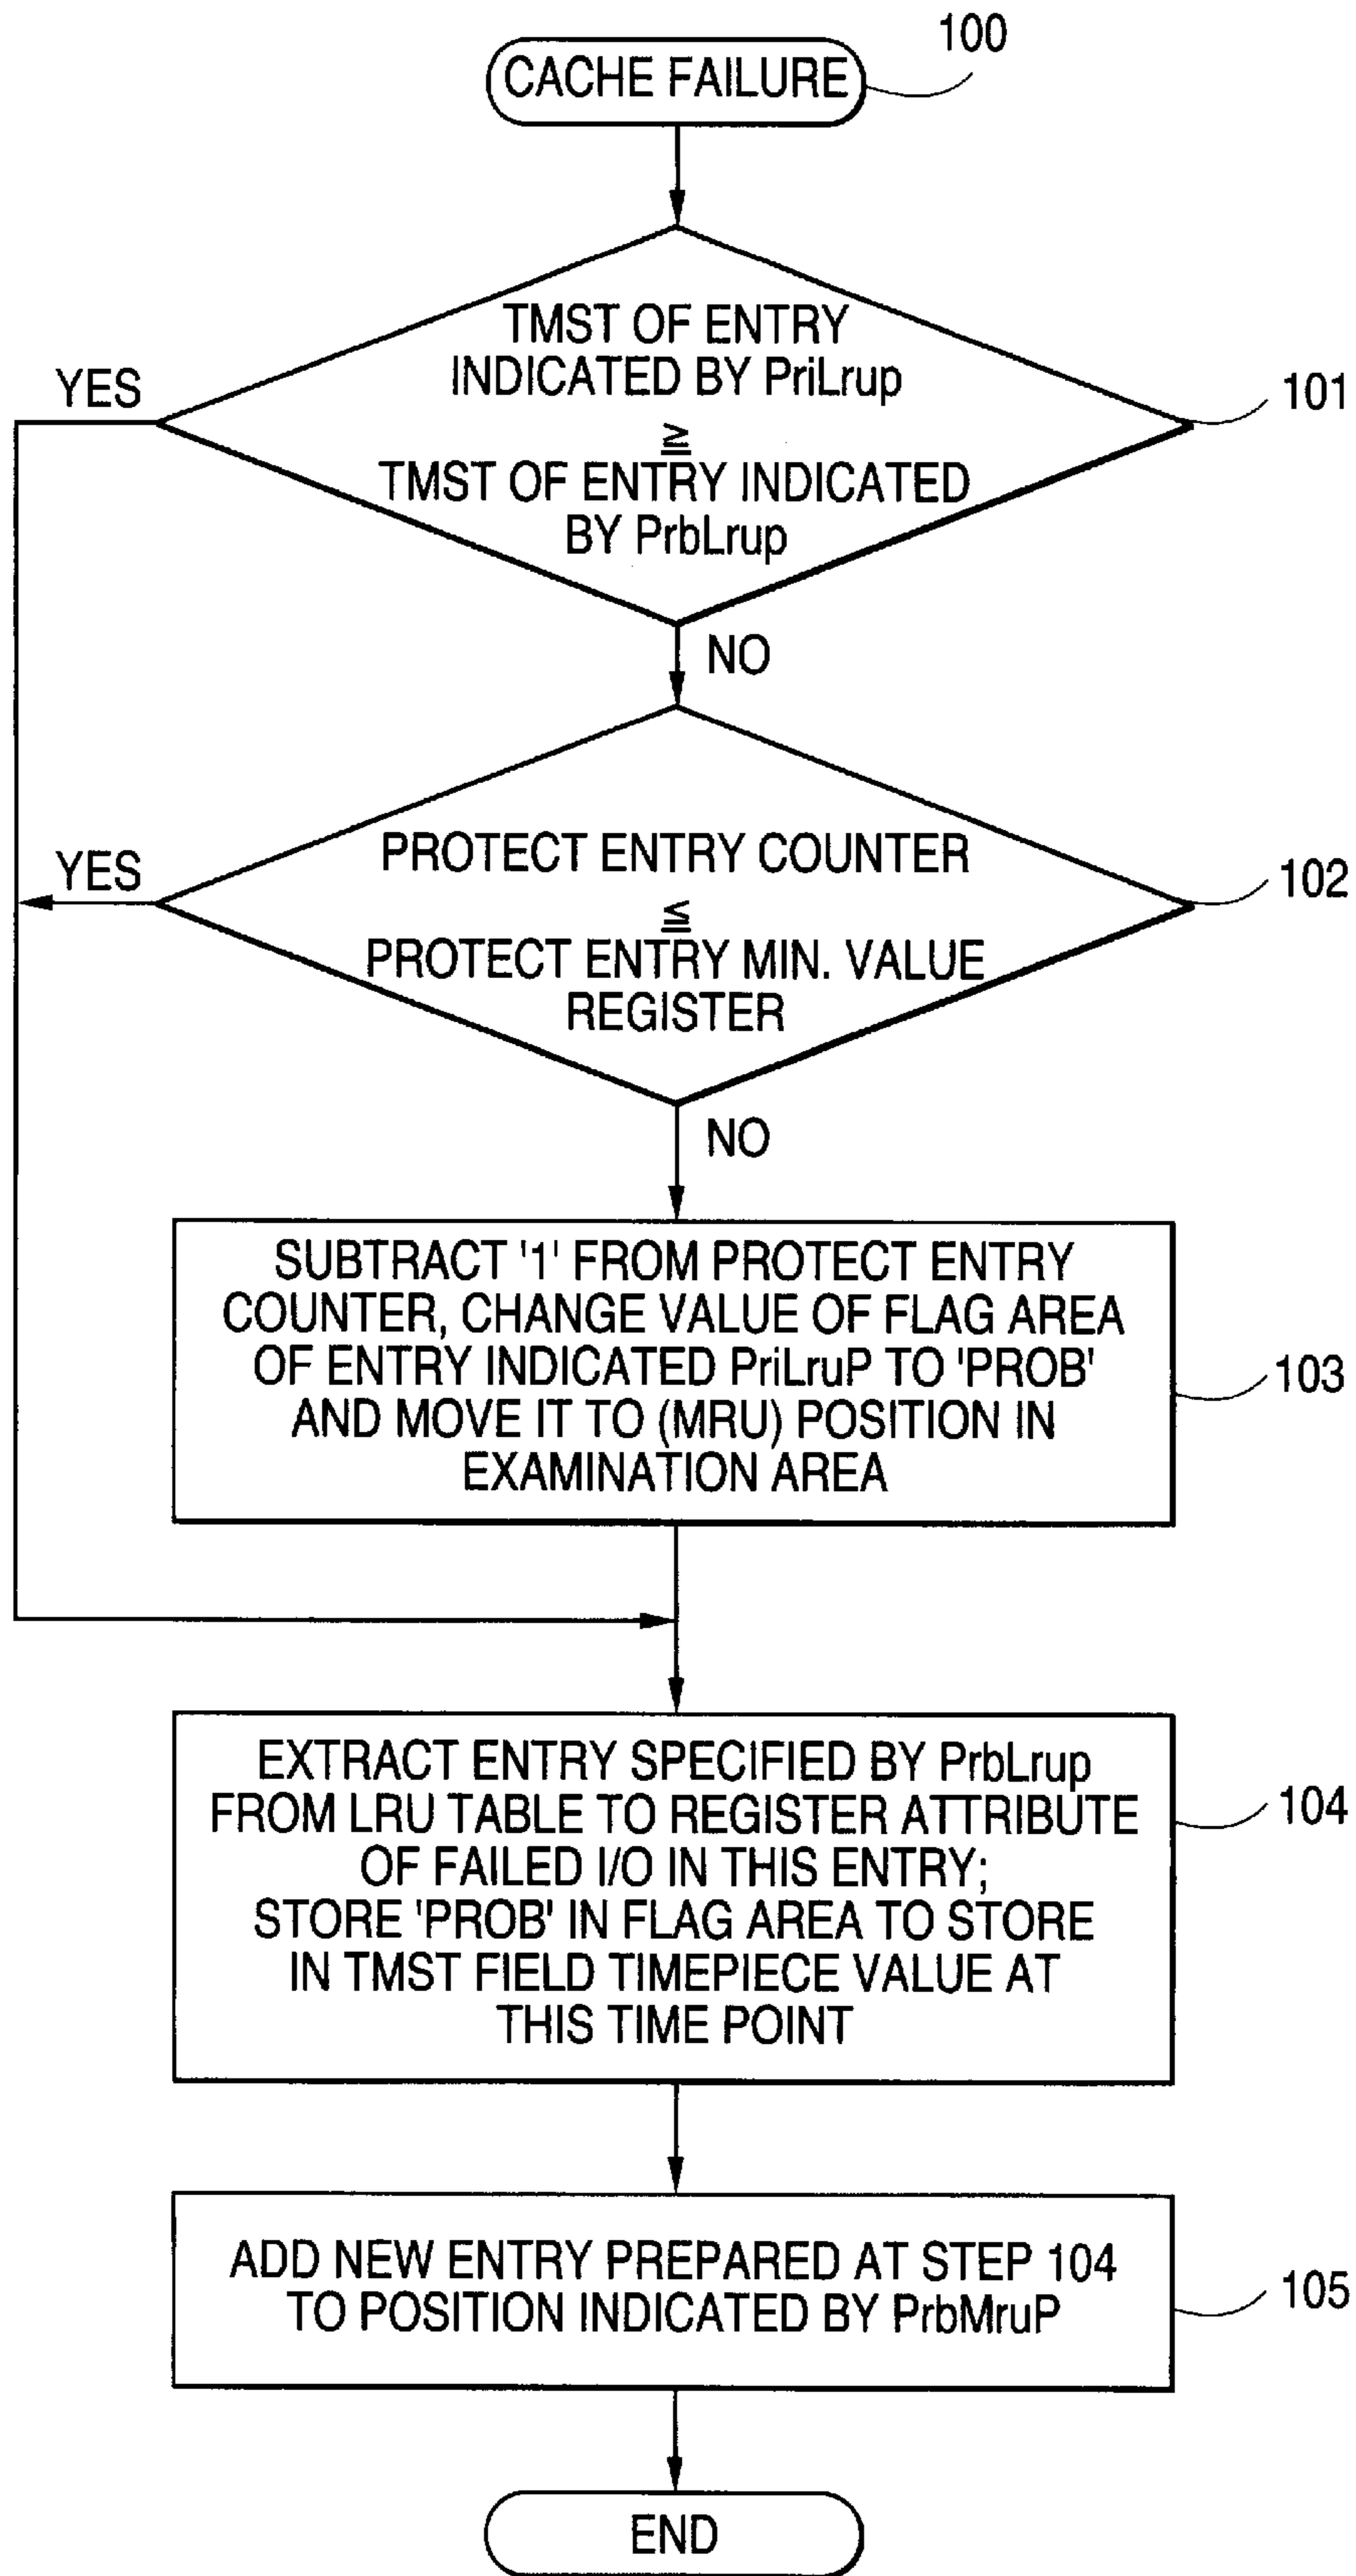 100
CACHE FAILURE
TMST OF ENTRY
INDICATED BY PriLrup
≧
TMST OF ENTRY INDICATED
BY PrbLrup
YES
101
NO
PROTECT ENTRY COUNTER
≦
PROTECT ENTRY MIN. VALUE
REGISTER
YES
102
NO
SUBTRACT '1' FROM PROTECT ENTRY
COUNTER, CHANGE VALUE OF FLAG AREA
OF ENTRY INDICATED PriLruP TO 'PROB'
AND MOVE IT TO (MRU) POSITION IN
EXAMINATION AREA
103
EXTRACT ENTRY SPECIFIED BY PrbLrup
FROM LRU TABLE TO REGISTER ATTRIBUTE
OF FAILED I/O IN THIS ENTRY;
STORE 'PROB' IN FLAG AREA TO STORE
IN TMST FIELD TIMEPIECE VALUE AT
THIS TIME POINT
104
ADD NEW ENTRY PREPARED AT STEP 104
TO POSITION INDICATED BY PrbMruP
105
END